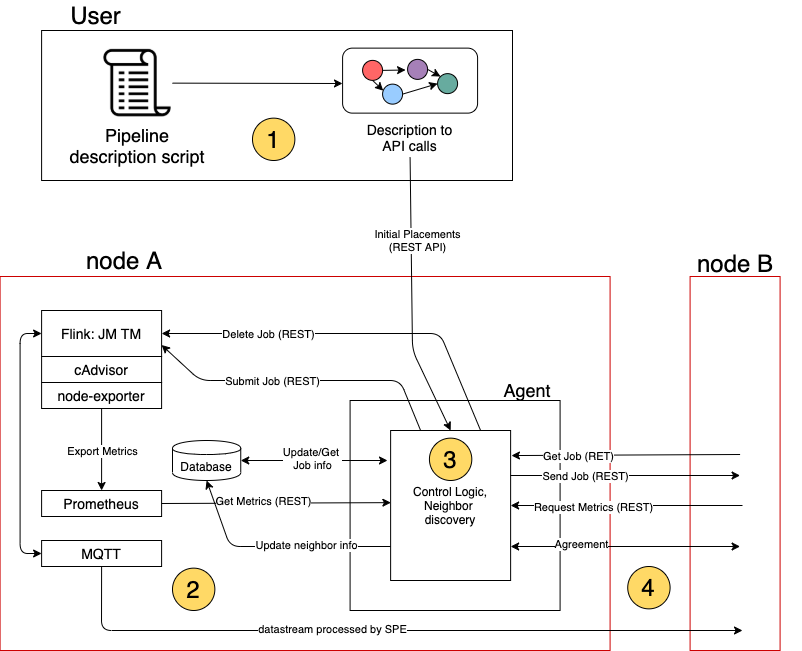 User
Pipeline
description script
1
Description to
API calls
Initial Placements
(REST API)
node A
node B
Flink: JM TM
cAdvisor
node-exporter
Delete Job (REST)
Submit Job (REST)
Agent
Export Metrics
Database
Update/Get
Job info
3
Control Logic,
Neighbor
discovery
Get Job (RET)
Send Job (REST)
Prometheus
Get Metrics (REST)
Request Metrics (REST)
MQTT
Update neighbor info
Agreement
2
4
datastream processed by SPE